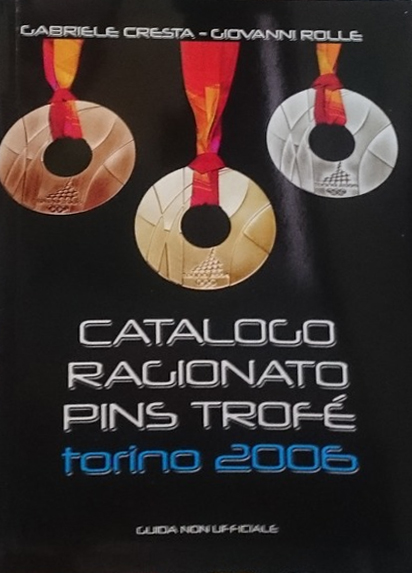 GABRIELE CRESTA - GIOVANNI ROLLE
CATALOGO
RAGIONATO
PINS TROFÉ
torino 2006
GUIDA NON UFFICIALE